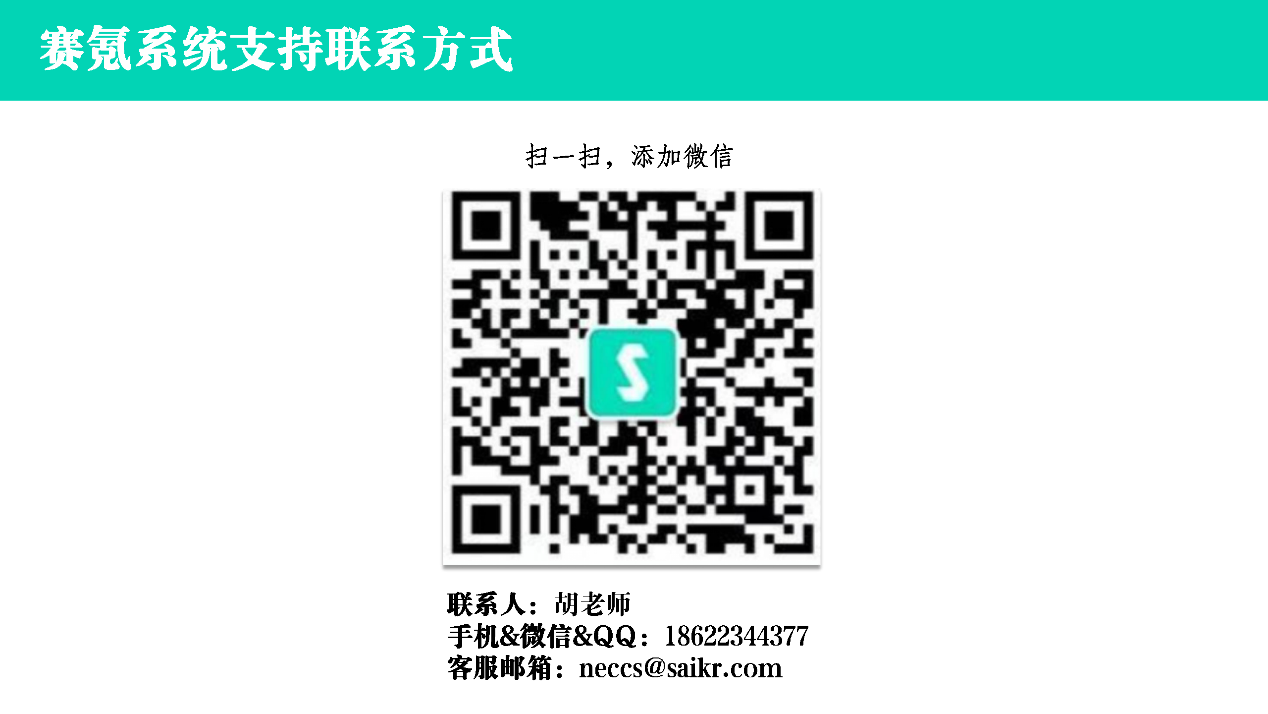 赛氪系统支持联系方式
扫一扫，添加微信
S
联系人：胡老师
手机&微信&QQ：18622344377
客服邮箱：neccs@saikr.com